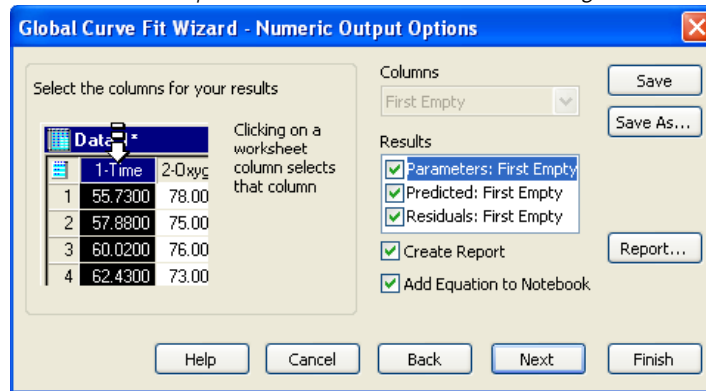 Global Curve Fit Wizard - Numeric Output Options
Select the columns for your results
Clicking on a
worksheet
column selects
that column
1-Time 2-Oxyg
1 55.7300 78.00
2 57.8800 75.00
3 60.0200 76.00
4 62.4300 73.00
Columns
First Empty
Results
Parameters: First Empty
Predicted: First Empty
Residuals: First Empty
Create Report
Add Equation to Notebook
Save
Save As...
Report...
Help Cancel Back Next Finish